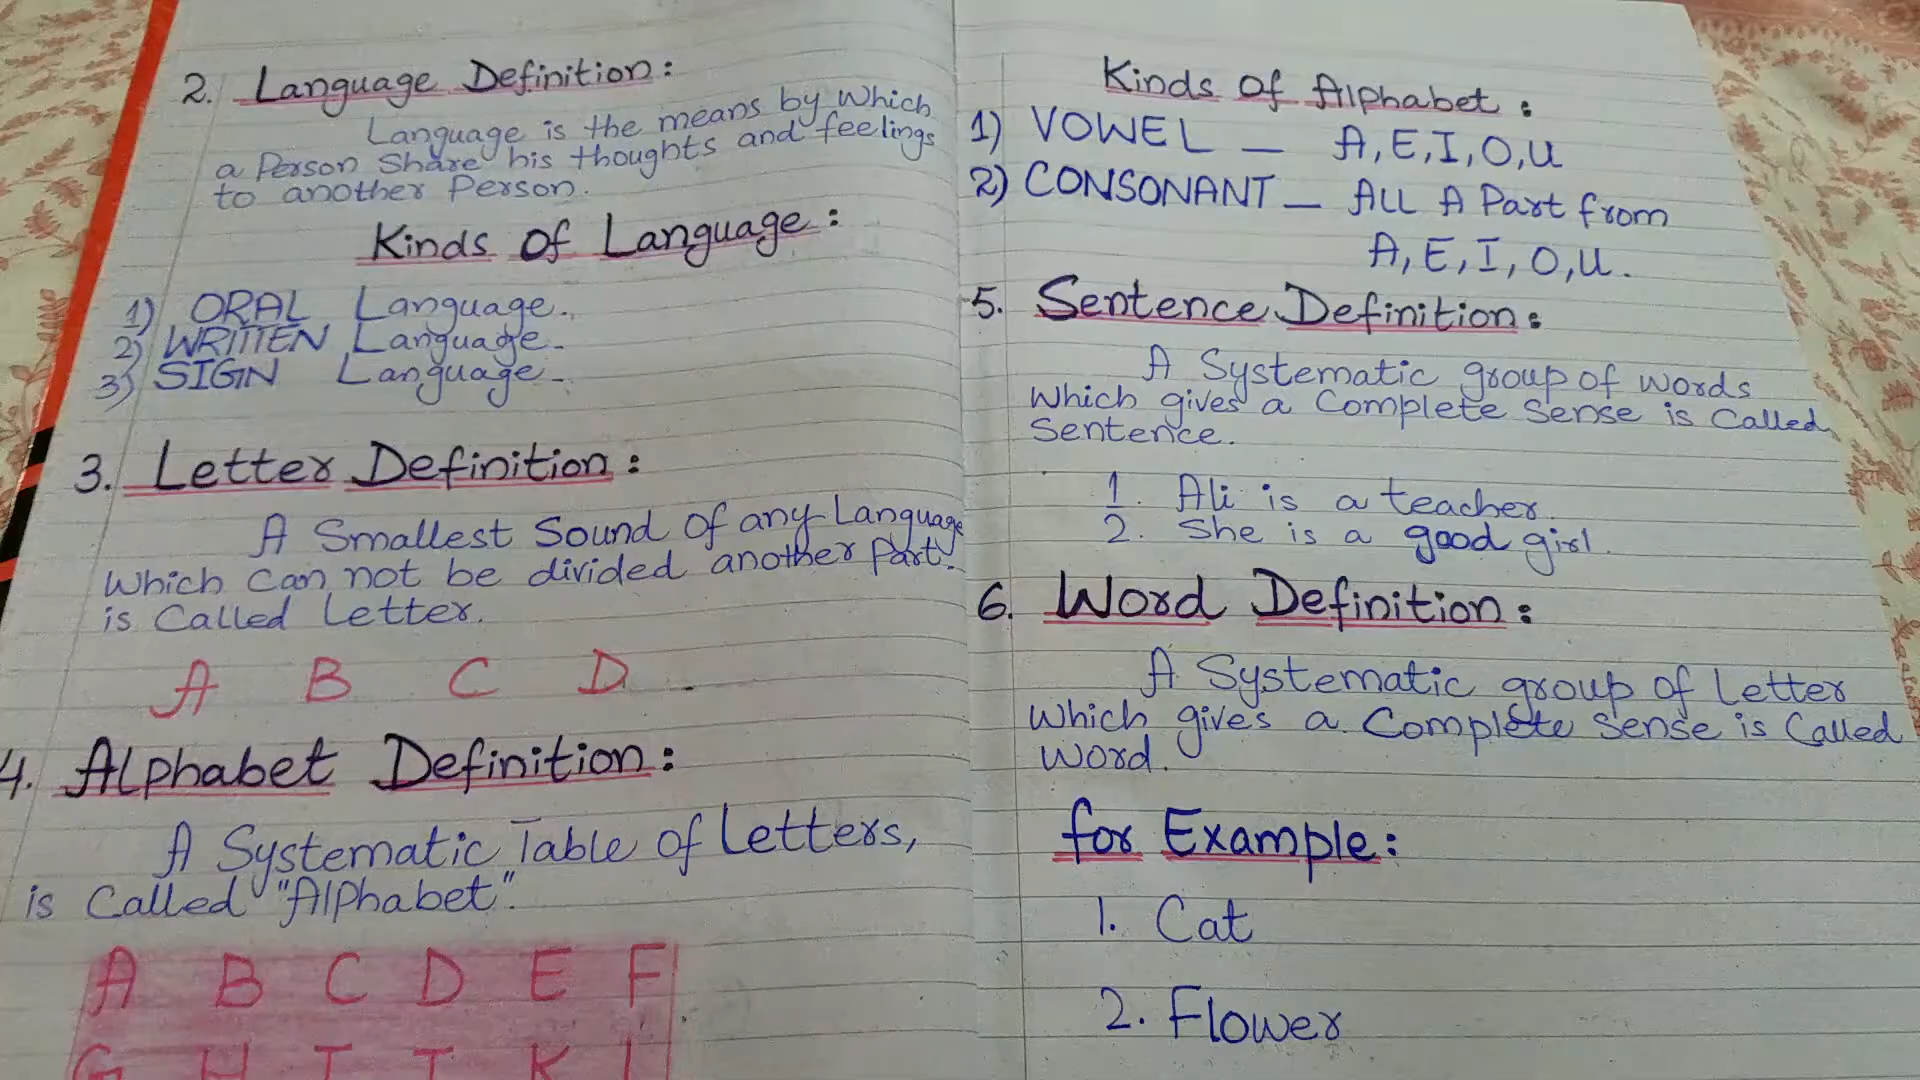 2. Language Definition:
Language is the means by Which
a Person Share his thoughts and feelings
to another Person.
Kinds Of Language:
1) ORAL Language.
2) WRITTEN Language.
3) SIGN Language.
3. Letter Definition:
A Smallest Sound Of any Language
Which Can not be divided another Part.
is Called Letter.
A B C D
4. Alphabet Definition:
A Systematic Table of Letters,
is Called "Alphabet".
A B C D E F
G H I J K L
Kinds Of Alphabet:
1) VOWEL _ A, E, I, O, U
2) CONSONANT _ ALL A Part from
A, E, I, O, U.
5. Sentence Definition:
A Systematic group of words
Which gives a Complete Sense is Called
Sentence.
1. Ali is a teacher.
2. She is a good girl.
6. Word Definition:
A Systematic group of Letter
Which gives a Complete Sense is Called
Word.
for Example:
1. Cat
2. Flower